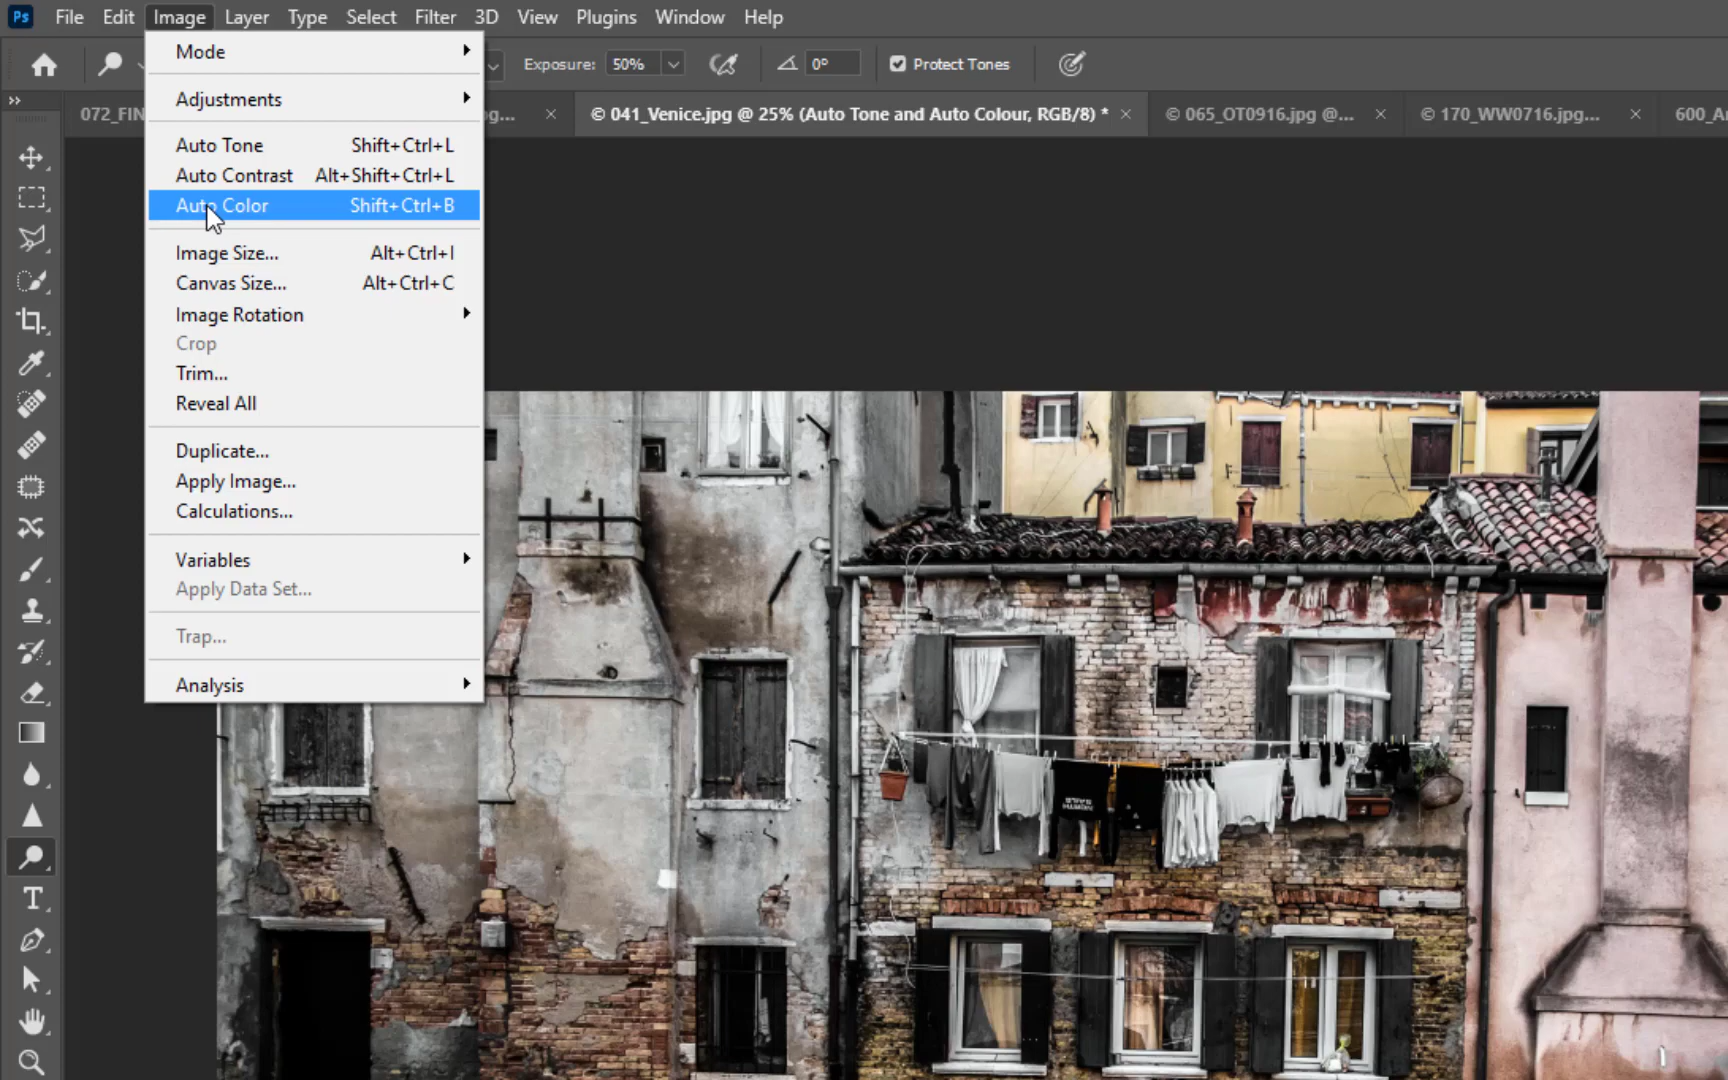 Ps File Edit Image Layer Type Select Filter 3D View Plugins Window Help
Exposure: 50% 0° Protect Tones
072_FIN pg... © 041_Venice.jpg @ 25% (Auto Tone and Auto Colour, RGB/8) * © 065_OT0916.jpg @... © 170_WW0716.jpg... 600_A
Mode
Adjustments
Auto Tone Shift+Ctrl+L
Auto Contrast Alt+Shift+Ctrl+L
Auto Color Shift+Ctrl+B
Image Size... Alt+Ctrl+I
Canvas Size... Alt+Ctrl+C
Image Rotation
Crop
Trim...
Reveal All
Duplicate...
Apply Image...
Calculations...
Variables
Apply Data Set...
Trap...
Analysis